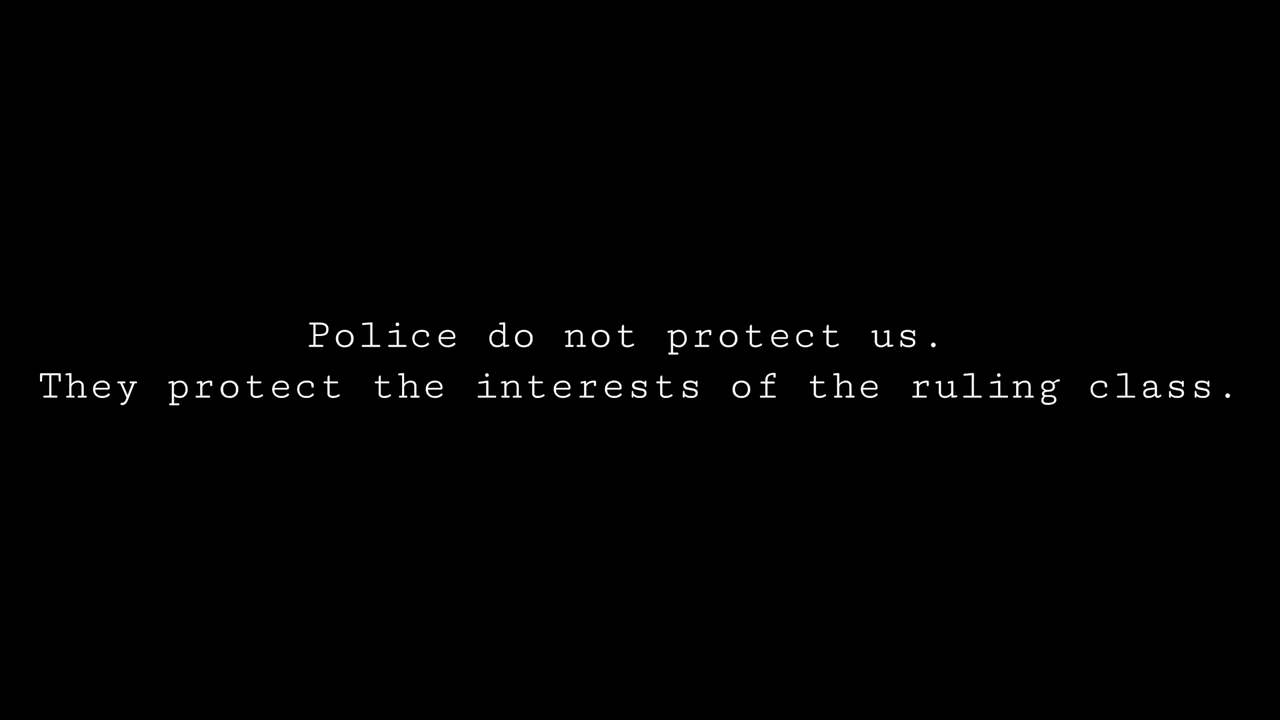 Police do not protect us.
They protect the interests of the ruling class.